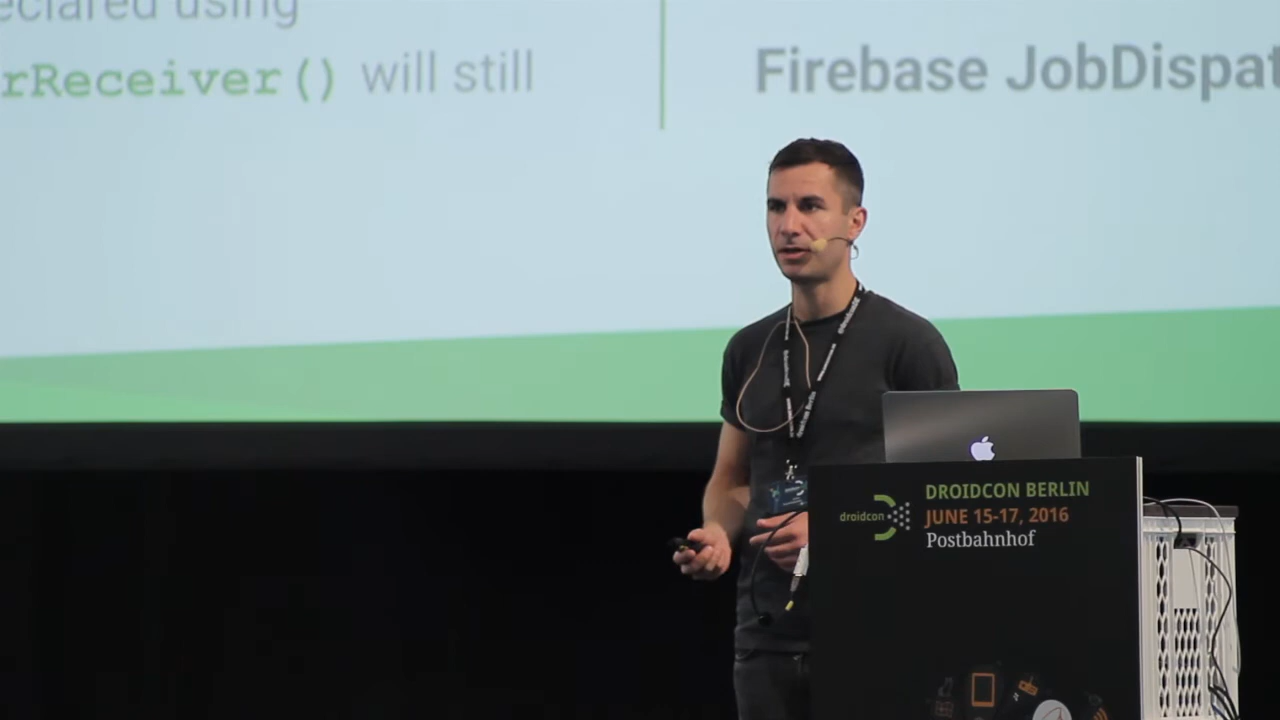 eclared using
rReceiver() will still
Firebase JobDispat
droidcon
DROIDCON BERLIN
JUNE 15-17, 2016
Postbahnhof